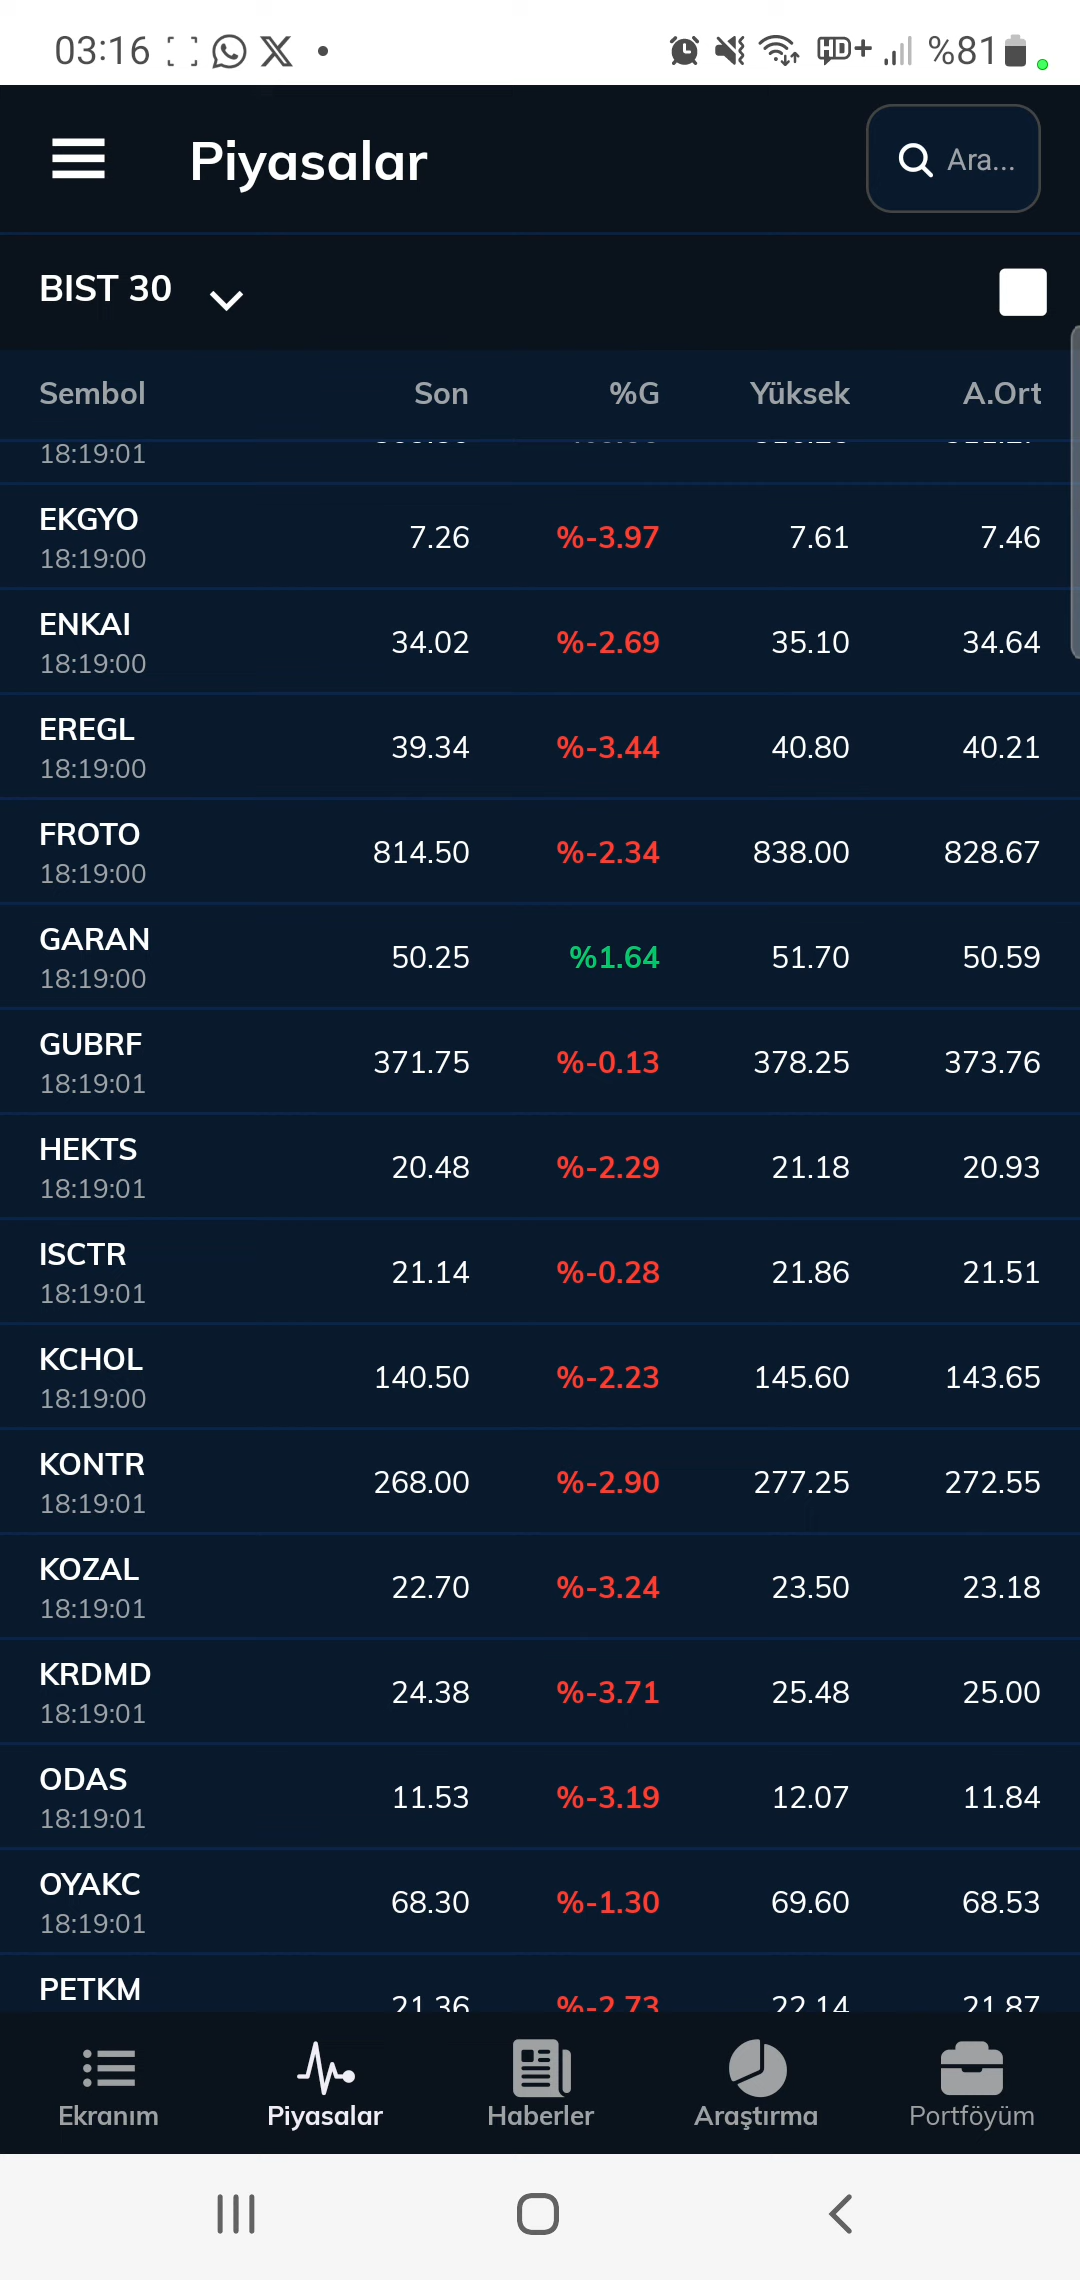 03:16 %81
Piyasalar Ara...
BIST 30
Sembol Son %G Yüksek A.Ort
18:19:01
EKGYO 7.26 %-3.97 7.61 7.46
18:19:00
ENKAI 34.02 %-2.69 35.10 34.64
18:19:00
EREGL 39.34 %-3.44 40.80 40.21
18:19:00
FROTO 814.50 %-2.34 838.00 828.67
18:19:00
GARAN 50.25 %1.64 51.70 50.59
18:19:00
GUBRF 371.75 %-0.13 378.25 373.76
18:19:01
HEKTS 20.48 %-2.29 21.18 20.93
18:19:01
ISCTR 21.14 %-0.28 21.86 21.51
18:19:01
KCHOL 140.50 %-2.23 145.60 143.65
18:19:00
KONTR 268.00 %-2.90 277.25 272.55
18:19:01
KOZAL 22.70 %-3.24 23.50 23.18
18:19:01
KRDMD 24.38 %-3.71 25.48 25.00
18:19:01
ODAS 11.53 %-3.19 12.07 11.84
18:19:01
OYAKC 68.30 %-1.30 69.60 68.53
18:19:01
PETKM 21.36 %-2.73 22.14 21.87
Ekranım Piyasalar Haberler Araştırma Portföyüm